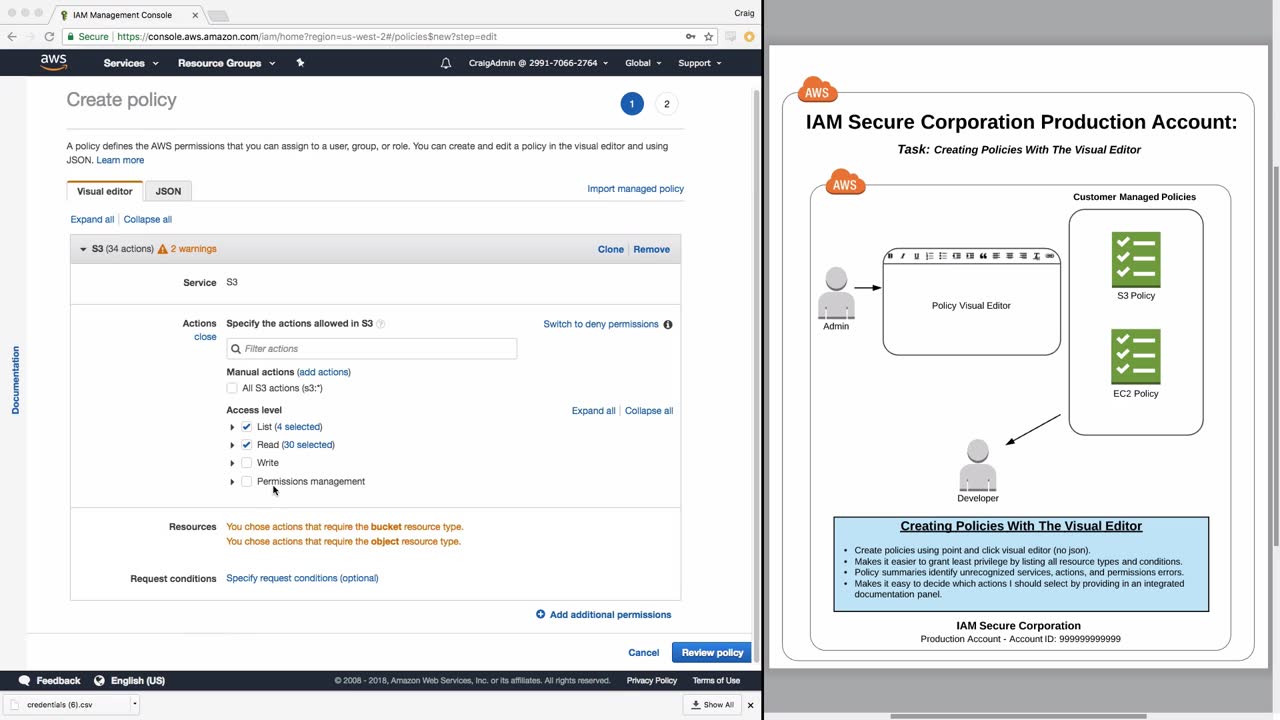 IAM Management Console
Craig
Secure
https://console.aws.amazon.com/iam/home?region=us-west-2#/policies$new?step=edit
aws
Services
Resource Groups
CraigAdmin @ 2991-7066-2764
Global
Support
Create policy
1
2
A policy defines the AWS permissions that you can assign to a user, group, or role. You can create and edit a policy in the visual editor and using
JSON. Learn more
Visual editor
JSON
Import managed policy
Expand all
Collapse all
S3 (34 actions) 2 warnings
Clone
Remove
Service
S3
Actions
close
Specify the actions allowed in S3
Switch to deny permissions
Filter actions
Manual actions (add actions)
All S3 actions (s3:*)
Access level
Expand all
Collapse all
List (4 selected)
Read (30 selected)
Write
Permissions management
Resources
You chose actions that require the bucket resource type.
You chose actions that require the object resource type.
Request conditions
Specify request conditions (optional)
Add additional permissions
Cancel
Review policy
Documentation
Feedback
English (US)
© 2008 - 2018, Amazon Web Services, Inc. or its affiliates. All rights reserved.
Privacy Policy
Terms of Use
credentials (6).csv
Show All
AWS
IAM Secure Corporation Production Account:
Task: Creating Policies With The Visual Editor
AWS
Customer Managed Policies
Policy Visual Editor
Admin
S3 Policy
EC2 Policy
Developer
Creating Policies With The Visual Editor
• Create policies using point and click visual editor (no json).
• Makes it easier to grant least privilege by listing all resource types and conditions.
• Policy summaries identify unrecognized services, actions, and permissions errors.
• Makes it easy to decide which actions I should select by providing in an integrated
documentation panel.
IAM Secure Corporation
Production Account - Account ID: 999999999999